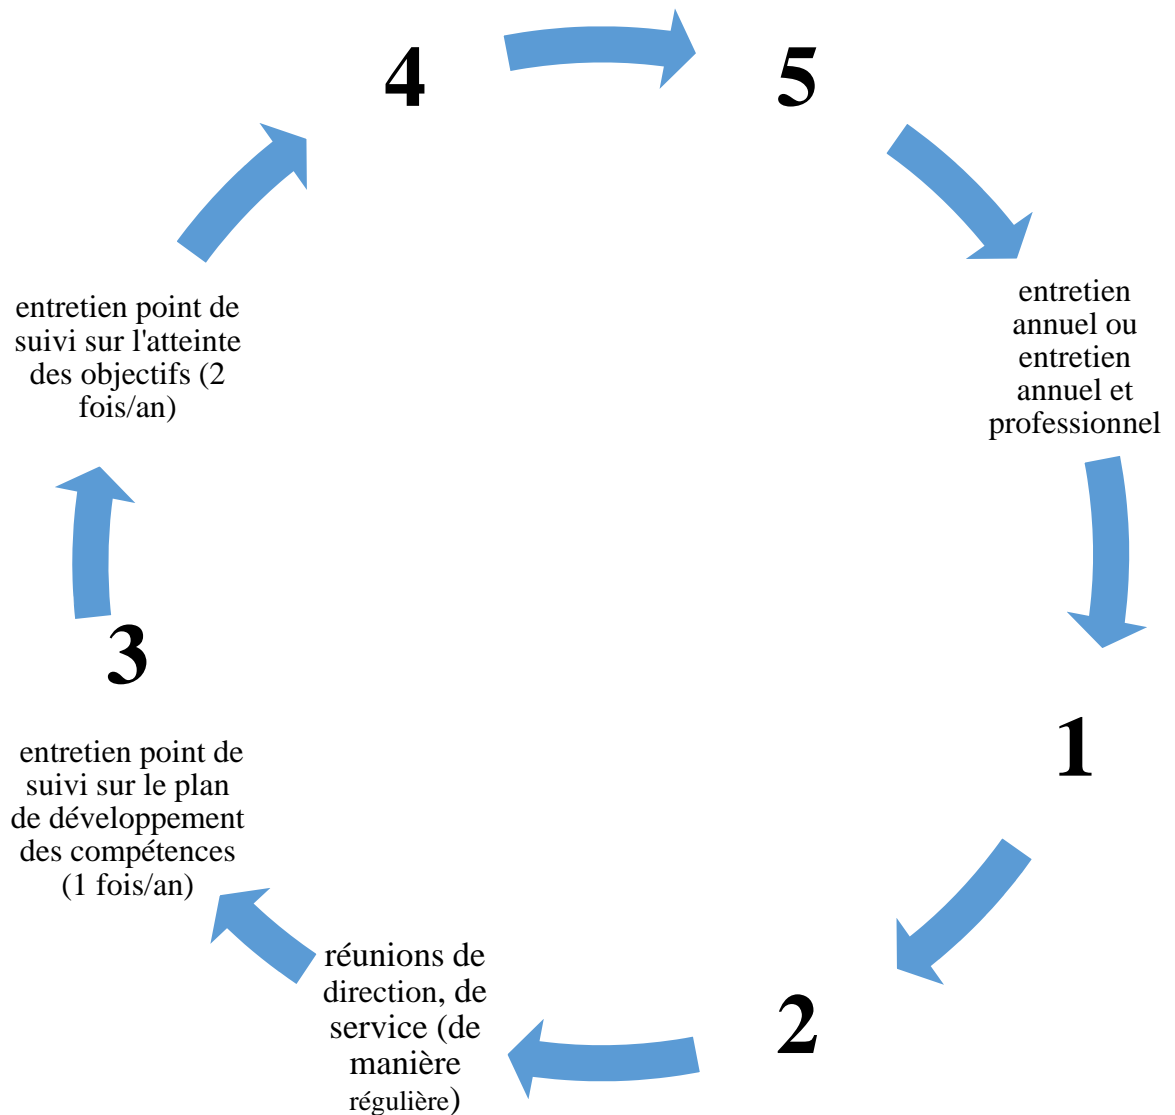 4
5
entretien
annuel ou
entretien
annuel et
professionnel
1
2
réunions de
direction, de
service (de
manière
régulière)
3
entretien point de
suivi sur le plan
de développement
des compétences
(1 fois/an)
entretien point de
suivi sur l'atteinte
des objectifs (2
fois/an)